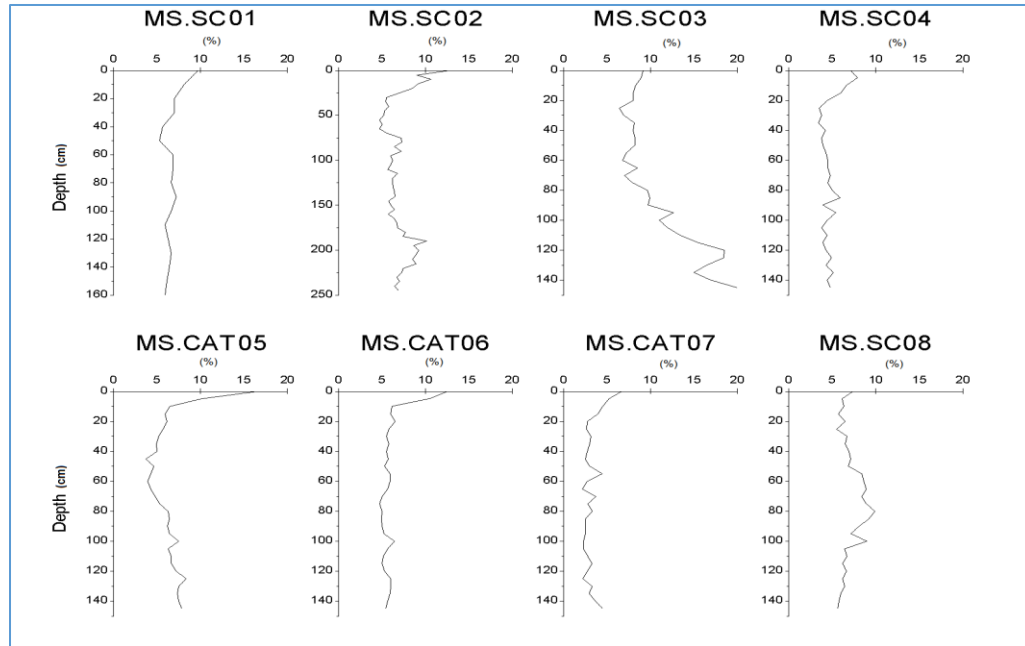 MS.SC01 MS.SC02 MS.SC03 MS.SC04
(%) (%) (%) (%)
0 5 10 15 20 0 5 10 15 20 0 5 10 15 20 0 5 10 15 20
0 0 0 0
20 50 20 20
40 100 40 40
60 150 60 60
80 200 80 80
100 250 100 100
120 120 120
140 140 140
160
Depth (cm)
MS.CAT05 MS.CAT06 MS.CAT07 MS.SC08
(%) (%) (%) (%)
0 5 10 15 20 0 5 10 15 20 0 5 10 15 20 0 5 10 15 20
0 0 0 0
20 20 20 20
40 40 40 40
60 60 60 60
80 80 80 80
100 100 100 100
120 120 120 120
140 140 140 140
Depth (cm)